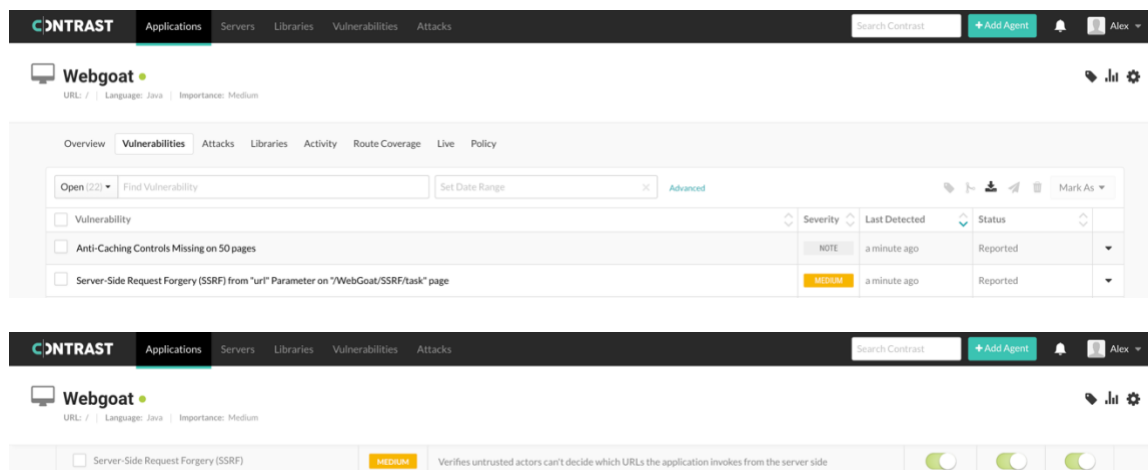 CONTRAST Applications Servers Libraries Vulnerabilities Attacks Search Contrast + Add Agent Alex
Webgoat
URL: / | Language: Java | Importance: Medium
Overview Vulnerabilities Attacks Libraries Activity Route Coverage Live Policy
Open (22) Find Vulnerability Set Date Range Advanced Mark As
Vulnerability Severity Last Detected Status
Anti-Caching Controls Missing on 50 pages NOTE a minute ago Reported
Server-Side Request Forgery (SSRF) from "url" Parameter on "/WebGoat/SSRF/task" page MEDIUM a minute ago Reported
CONTRAST Applications Servers Libraries Vulnerabilities Attacks Search Contrast + Add Agent Alex
Webgoat
URL: / | Language: Java | Importance: Medium
Server-Side Request Forgery (SSRF) MEDIUM Verifies untrusted actors can't decide which URLs the application invokes from the server side